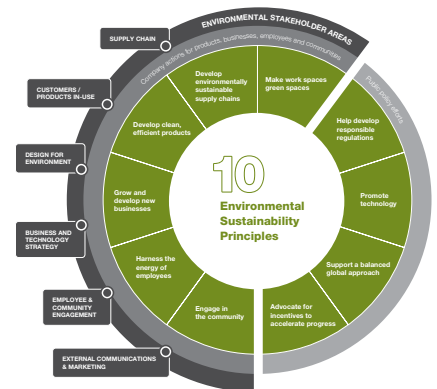 SUPPLY CHAIN
ENVIRONMENTAL STAKEHOLDER AREAS
Company actions for products, businesses, employees and communities
Public policy efforts
CUSTOMERS /
PRODUCTS IN-USE
DESIGN FOR
ENVIRONMENT
BUSINESS AND
TECHNOLOGY
STRATEGY
EMPLOYEE &
COMMUNITY
ENGAGEMENT
EXTERNAL COMMUNICATIONS
& MARKETING
Develop
environmentally
sustainable
supply chains
Make work spaces
green spaces
Help develop
responsible
regulations
Promote
technology
Support a balanced
global approach
Advocate for
incentives to
accelerate progress
Engage in
the community
Harness the
energy of
employees
Grow and
develop new
businesses
Develop clean,
efficient products
10
Environmental
Sustainability
Principles